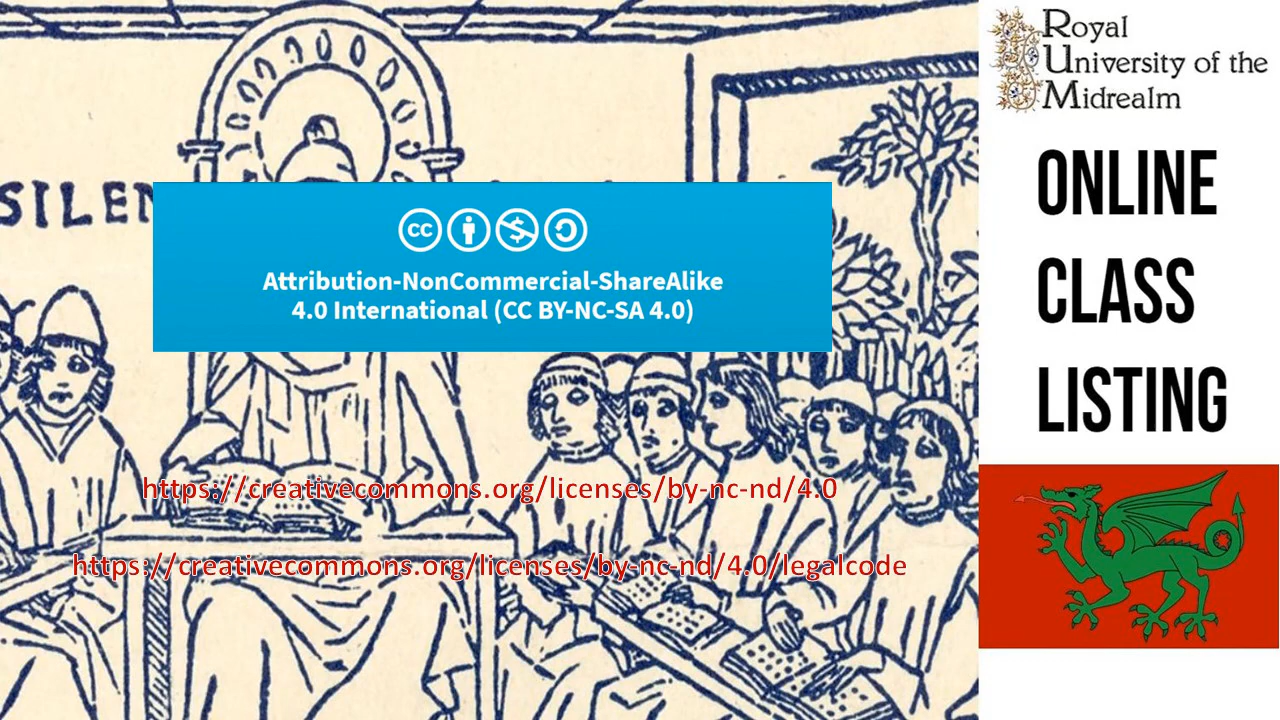 Royal
University of the
Midrealm
ONLINE
CLASS
LISTING
SILEN
cc
Attribution-NonCommercial-ShareAlike
4.0 International (CC BY-NC-SA 4.0)
https://creativecommons.org/licenses/by-nc-nd/4.0
https://creativecommons.org/licenses/by-nc-nd/4.0/legalcode